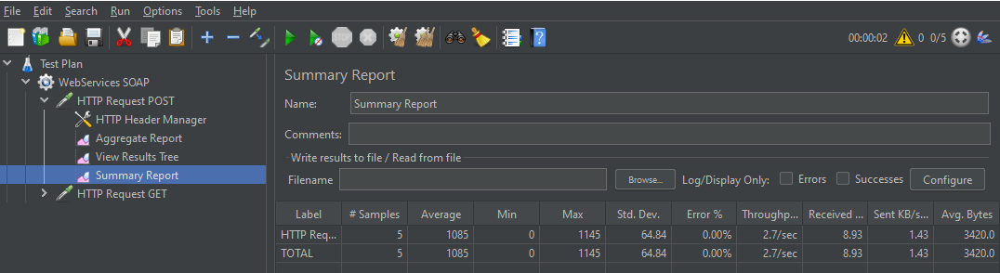 File Edit Search Run Options Tools Help
00:00:02 0 0/5
Test Plan
WebServices SOAP
HTTP Request POST
HTTP Header Manager
Aggregate Report
View Results Tree
Summary Report
HTTP Request GET
Summary Report
Name: Summary Report
Comments:
Write results to file / Read from file
Filename Browse... Log/Display Only: Errors Successes Configure
Label # Samples Average Min Max Std. Dev. Error % Throughp... Received ... Sent KB/s... Avg. Bytes
HTTP Req... 5 1085 0 1145 64.84 0.00% 2.7/sec 8.93 1.43 3420.0
TOTAL 5 1085 0 1145 64.84 0.00% 2.7/sec 8.93 1.43 3420.0